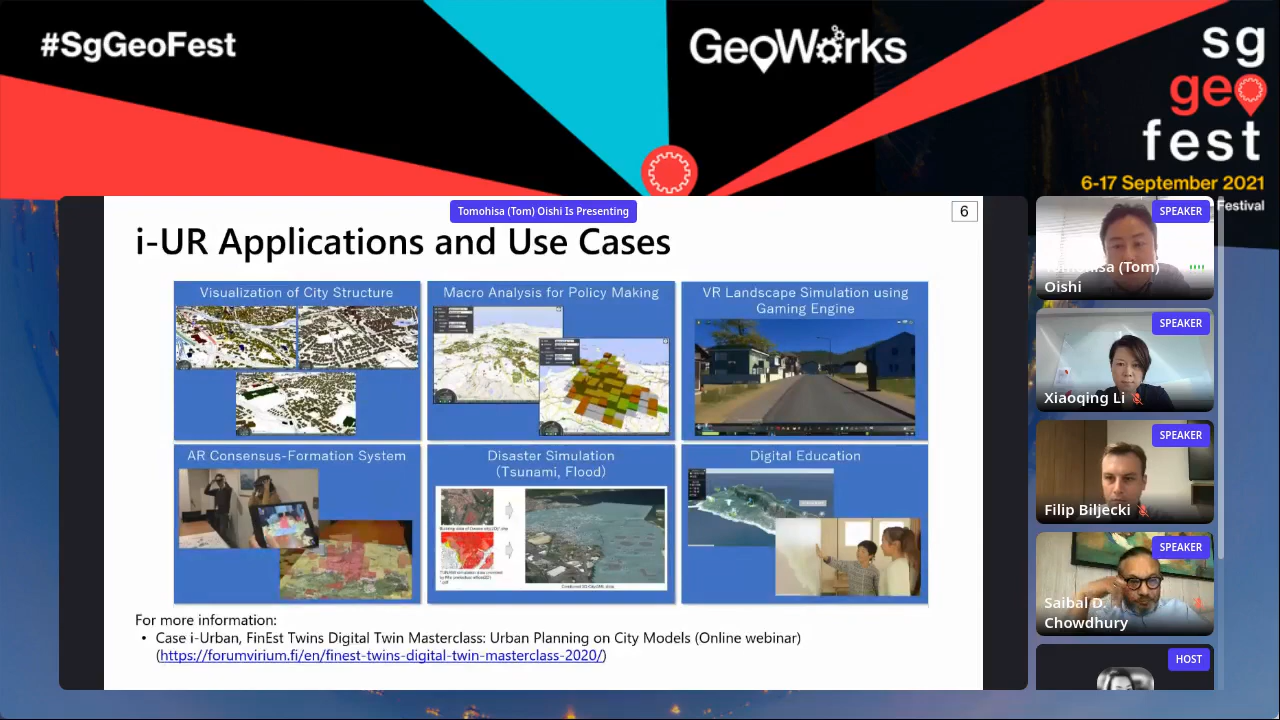 #SgGeoFest
GeoWorks
sg
geo
fest
6-17 September 2021
Festival
Tomohisa (Tom) Oishi Is Presenting
6
i-UR Applications and Use Cases
Visualization of City Structure
Macro Analysis for Policy Making
VR Landscape Simulation using
Gaming Engine
AR Consensus-Formation System
Disaster Simulation
(Tsunami, Flood)
Digital Education
For more information:
• Case i-Urban, FinEst Twins Digital Twin Masterclass: Urban Planning on City Models (Online webinar)
(https://forumvirium.fi/en/finest-twins-digital-twin-masterclass-2020/)
SPEAKER
Tomohisa (Tom)
Oishi
SPEAKER
Xiaoqing Li
SPEAKER
Filip Biljecki
SPEAKER
Saibal D.
Chowdhury
HOST